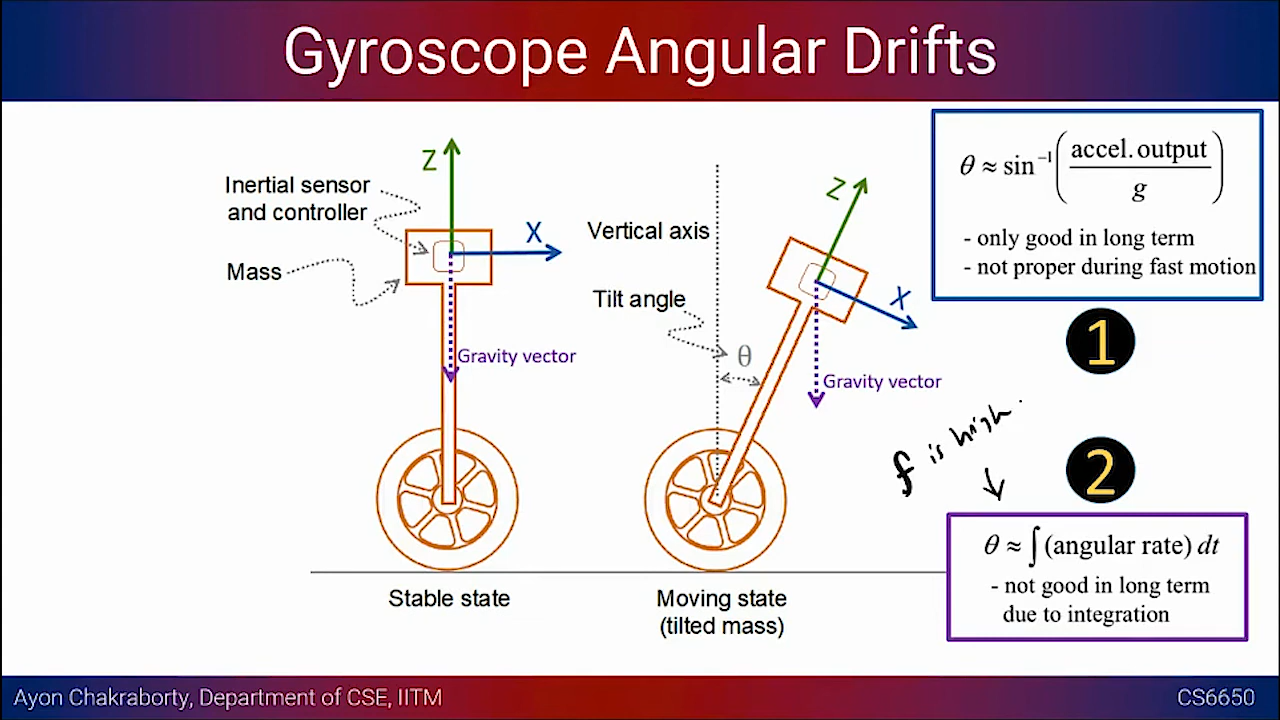 Gyroscope Angular Drifts
Z
Inertial sensor
and controller
X
Mass
Gravity vector
Stable state
Vertical axis
Tilt angle
θ
Z
X
Gravity vector
Moving state
(tilted mass)
θ ≈ sin⁻¹(accel.output / g)
- only good in long term
- not proper during fast motion
1
f is high.
2
θ ≈ ∫(angular rate) dt
- not good in long term
due to integration
Ayon Chakraborty, Department of CSE, IITM
CS6650